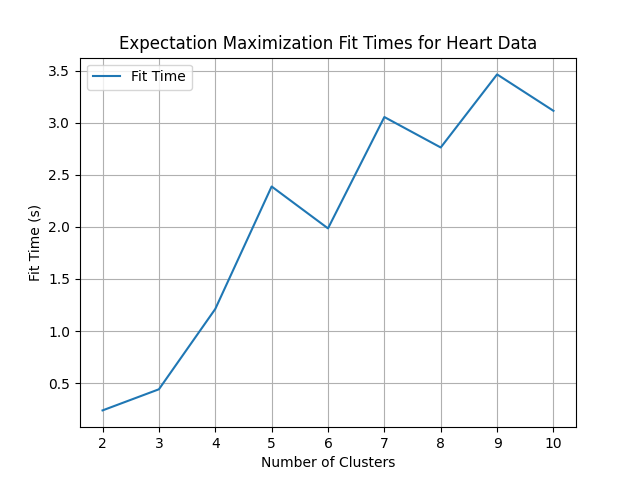 Expectation Maximization Fit Times for Heart Data
Fit Time
3.5
3.0
2.5
2.0
1.5
1.0
0.5
Fit Time (s)
2 3 4 5 6 7 8 9 10
Number of Clusters